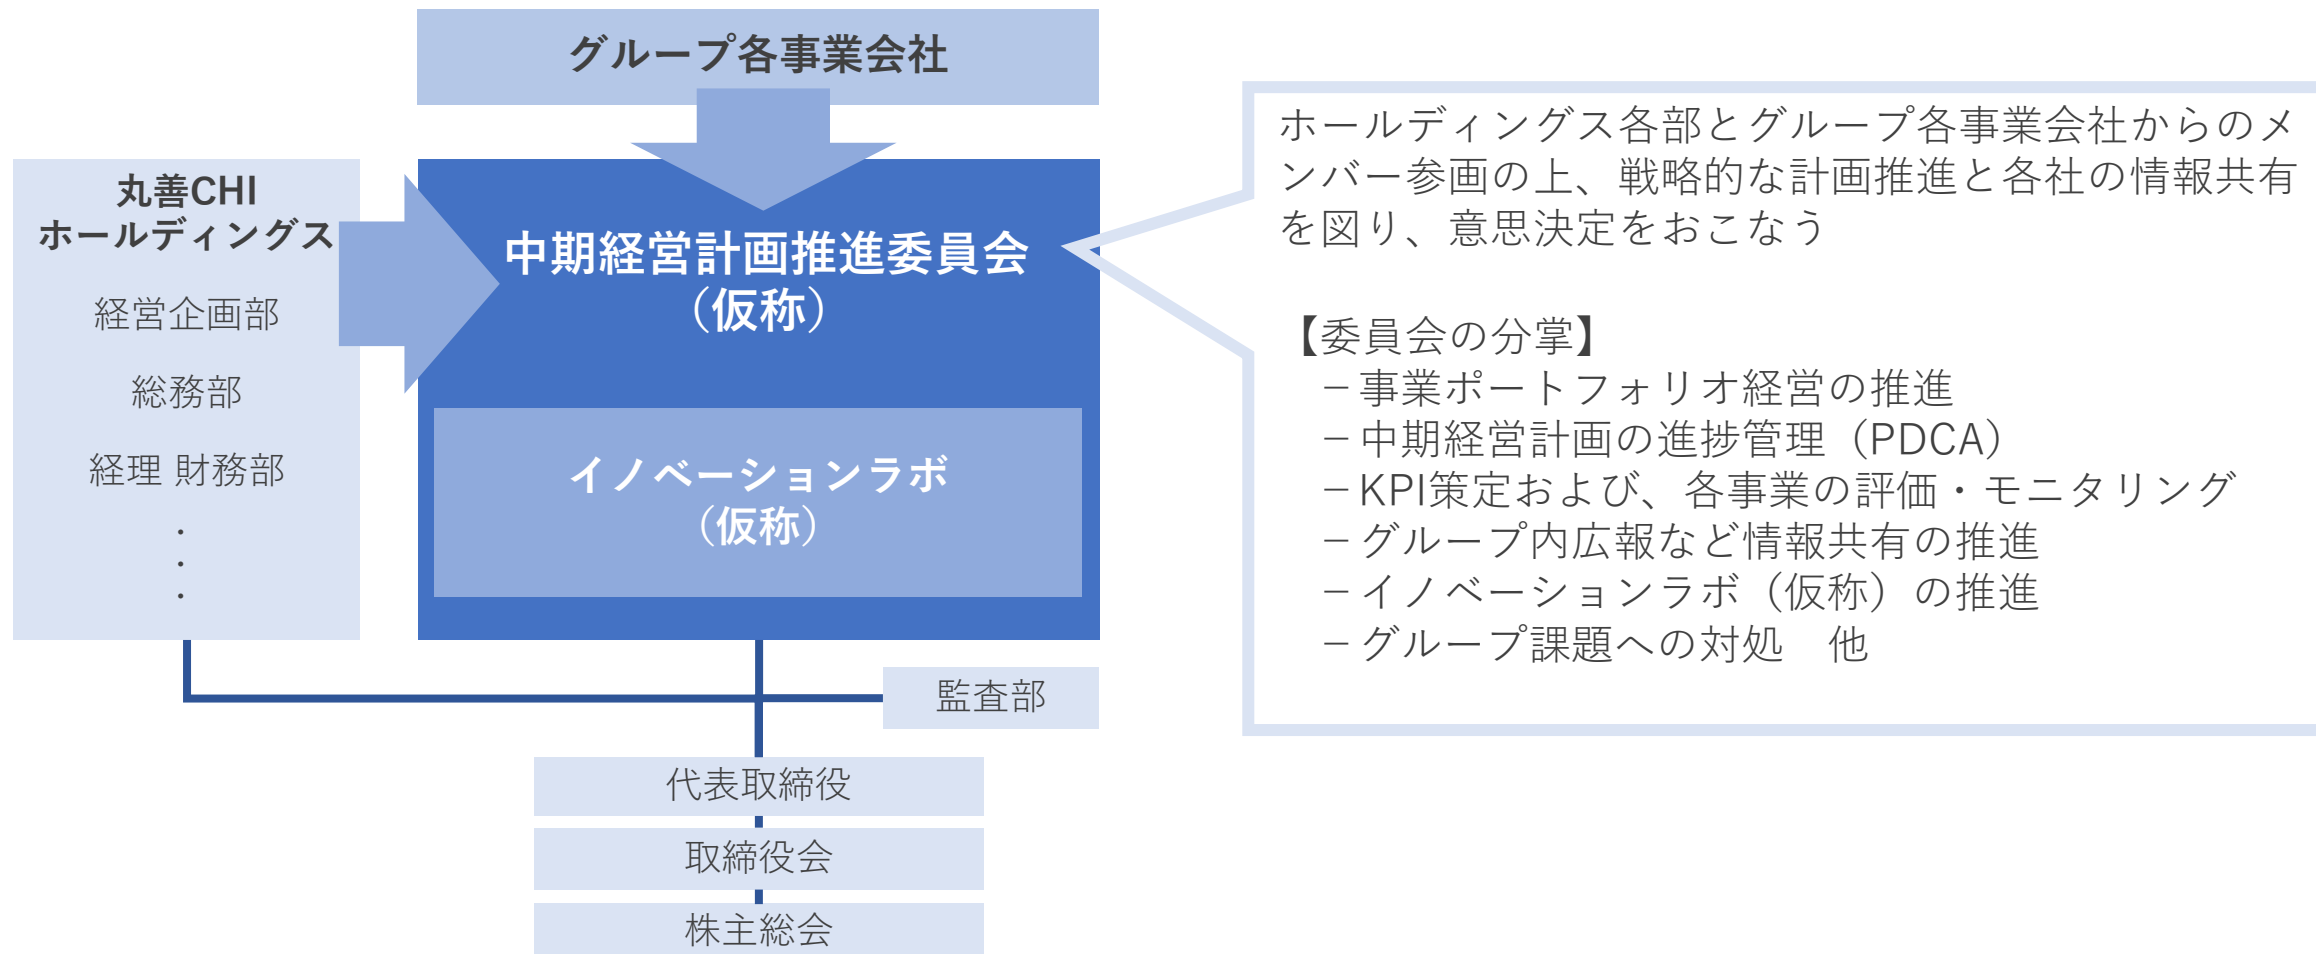 グループ各事業会社
丸善CHI
ホールディングス
経営企画部
総務部
経理 財務部
・
・
・
中期経営計画推進委員会
（仮称）
イノベーションラボ
（仮称）
監査部
代表取締役
取締役会
株主総会
ホールディングス各部とグループ各事業会社からのメ
ンバー参画の上、戦略的な計画推進と各社の情報共有
を図り、意思決定をおこなう
【委員会の分掌】
－事業ポートフォリオ経営の推進
－中期経営計画の進捗管理（PDCA）
－KPI策定および、各事業の評価・モニタリング
－グループ内広報など情報共有の推進
－イノベーションラボ（仮称）の推進
－グループ課題への対処　他